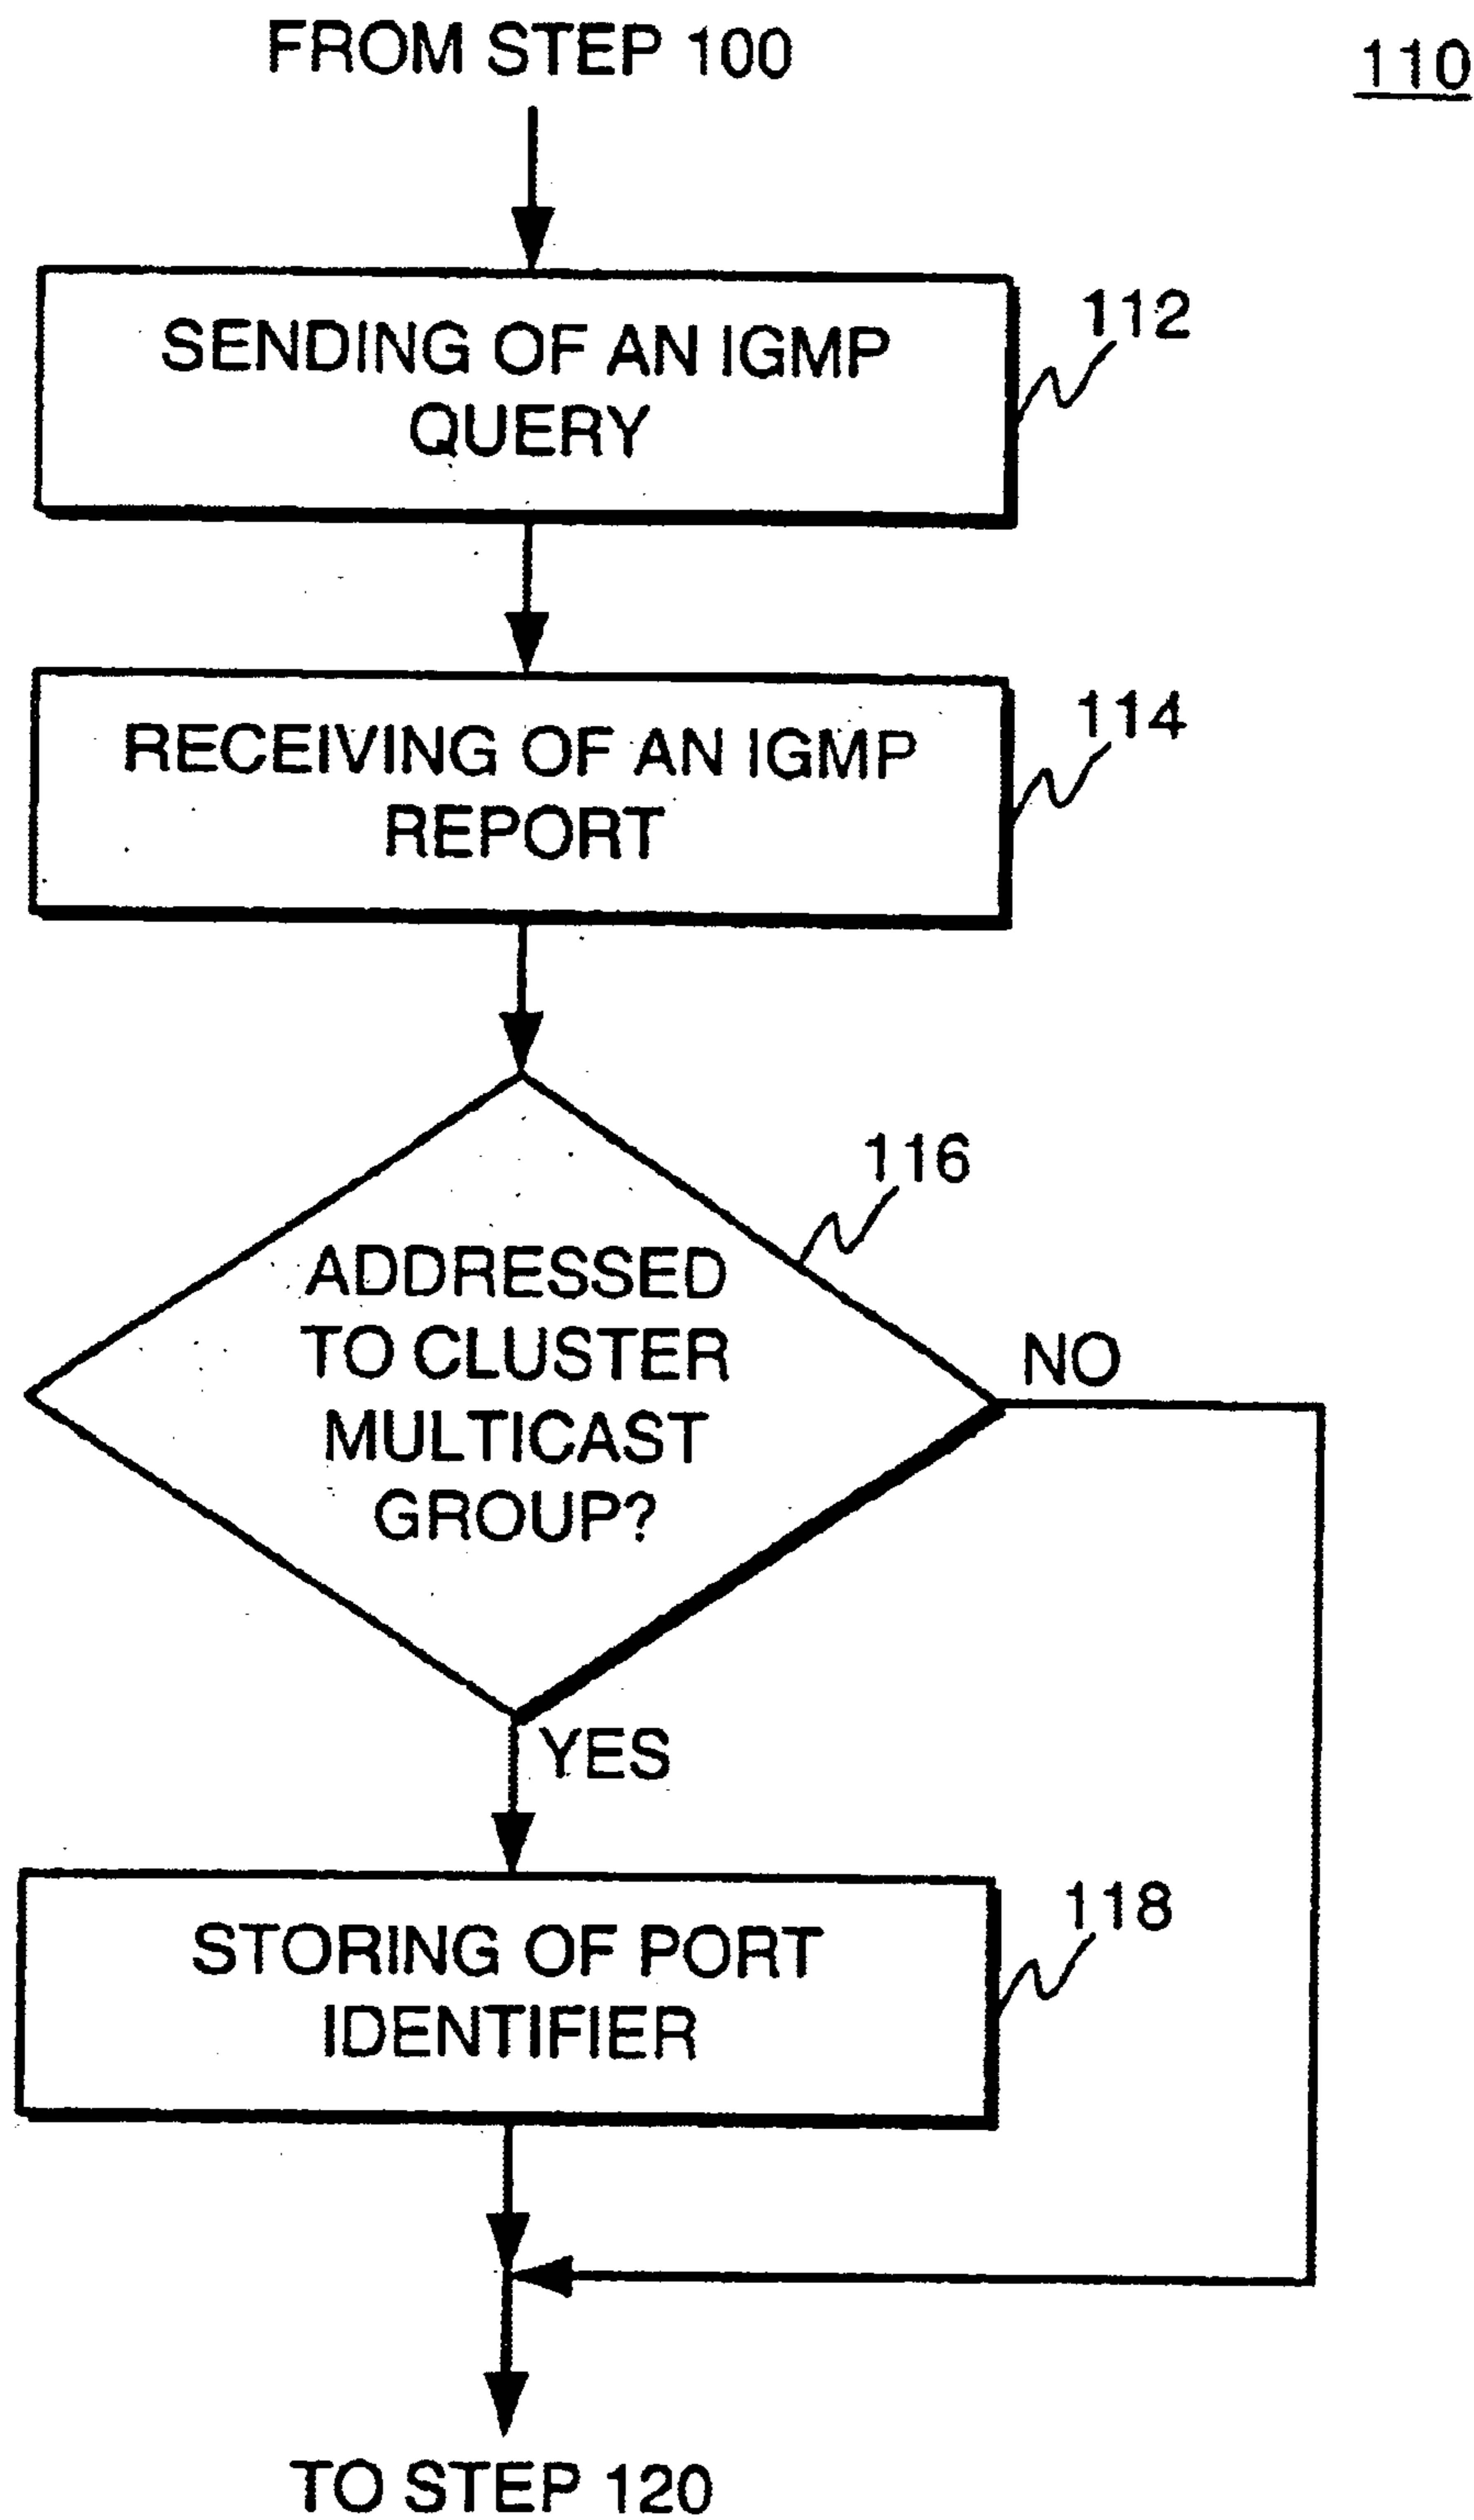 FROM STEP 100
110
SENDING OF AN IGMP
QUERY
112
RECEIVING OF AN IGMP
REPORT
114
116
ADDRESSED
TO CLUSTER
MULTICAST
GROUP?
NO
YES
STORING OF PORT
IDENTIFIER
118
TO STEP 120